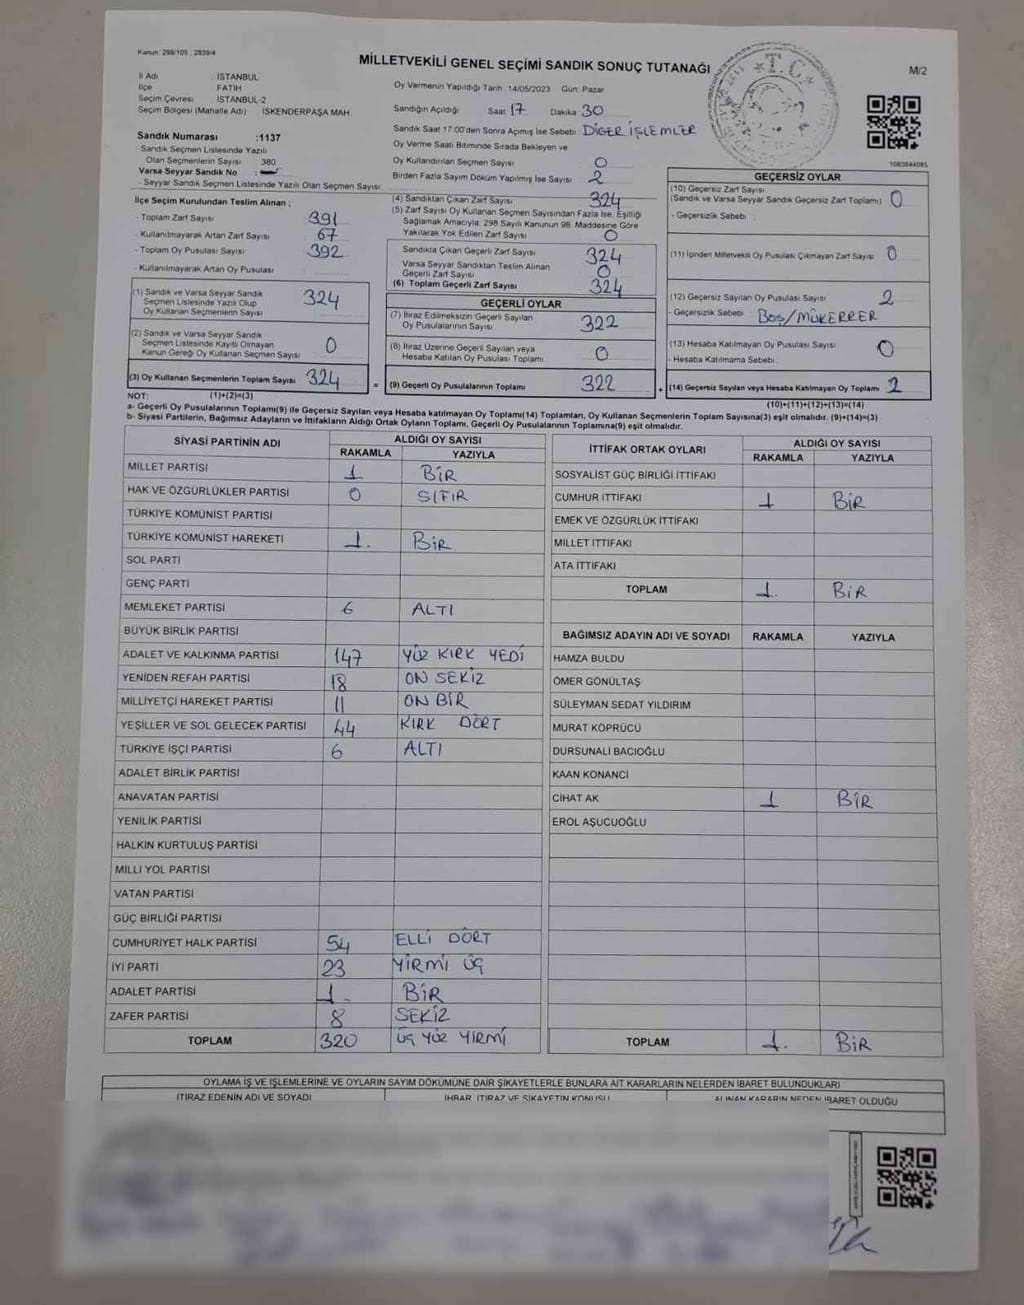 Kanun: 298/105 ; 2839/4
MİLLETVEKİLİ GENEL SEÇİMİ SANDIK SONUÇ TUTANAĞI
M/2
İl Adı : İSTANBUL
İlçe FATİH
Seçim Çevresi İSTANBUL-2
Seçim Bölgesi (Mahalle Adı) : İSKENDERPAŞA MAH.
Sandık Numarası :1137
Sandık Seçmen Listesinde Yazılı
Olan Seçmenlerin Sayısı 380
Varsa Seyyar Sandık No :
- Seyyar Sandık Seçmen Listesinde Yazılı Olan Seçmen Sayısı:
Oy Vermenin Yapıldığı Tarih :14/05/2023 Gün: Pazar
Sandığın Açıldığı Saat 17 Dakika 30
Sandık Saat 17:00'den Sonra Açılmış İse Sebebi: DİĞER İŞLEMLER
Oy Verme Saati Bitiminde Sırada Bekleyen ve
Oy Kullandırılan Seçmen Sayısı 0
Birden Fazla Sayım Döküm Yapılmış İse Sayısı 2
1083644085
İlçe Seçim Kurulundan Teslim Alınan ;
- Toplam Zarf Sayısı 391
- Kullanılmayarak Artan Zarf Sayısı 67
- Toplam Oy Pusulası Sayısı 392
- Kullanılmayarak Artan Oy Pusulası
(1) Sandık ve Varsa Seyyar Sandık
Seçmen Listesinde Yazılı Olup
Oy Kullanan Seçmenlerin Sayısı 324
(2) Sandık ve Varsa Seyyar Sandık
Seçmen Listesinde Kayıtlı Olmayan
Kanun Gereği Oy Kullanan Seçmen Sayısı 0
(3) Oy Kullanan Seçmenlerin Toplam Sayısı 324
(4) Sandıktan Çıkan Zarf Sayısı 324
(5) Zarf Sayısı Oy Kullanan Seçmen Sayısından Fazla İse, Eşitliği
Sağlamak Amacıyla; 298 Sayılı Kanunun 98. Maddesine Göre
Yakılarak Yok Edilen Zarf Sayısı 0
Sandıkta Çıkan Geçerli Zarf Sayısı 324
Varsa Seyyar Sandıktan Teslim Alınan
Geçerli Zarf Sayısı 0
(6) Toplam Geçerli Zarf Sayısı 324
GEÇERLİ OYLAR
(7) İtiraz Edilmeksizin Geçerli Sayılan
Oy Pusulalarının Sayısı 322
(8) İtiraz Üzerine Geçerli Sayılan veya
Hesaba Katılan Oy Pusulası Toplamı 0
= (9) Geçerli Oy Pusulalarının Toplamı 322
GEÇERSİZ OYLAR
(10) Geçersiz Zarf Sayısı
(Sandık ve Varsa Seyyar Sandık Geçersiz Zarf Toplamı) 0
- Geçersizlik Sebebi :
(11) İçinden Milletvekili Oy Pusulası Çıkmayan Zarf Sayısı 0
(12) Geçersiz Sayılan Oy Pusulası Sayısı 2
- Geçersizlik Sebebi : BOŞ/MÜKERRER
(13) Hesaba Katılmayan Oy Pusulası Sayısı 0
- Hesaba Katılmama Sebebi :
+ (14) Geçersiz Sayılan veya Hesaba Katılmayan Oy Toplamı 2
NOT: (1)+(2)=(3) (10)+(11)+(12)+(13)=(14)
a- Geçerli Oy Pusulalarının Toplamı(9) ile Geçersiz Sayılan veya Hesaba katılmayan Oy Toplamı(14) Toplamları, Oy Kullanan Seçmenlerin Toplam Sayısına(3) eşit olmalıdır. (9)+(14)=(3)
b- Siyasi Partilerin, Bağımsız Adayların ve İttifakların Aldığı Ortak Oyların Toplamı, Geçerli Oy Pusulalarının Toplamına(9) eşit olmalıdır.
SİYASİ PARTİNİN ADI ALDIĞI OY SAYISI
RAKAMLA YAZIYLA
MİLLET PARTİSİ 1 BİR
HAK VE ÖZGÜRLÜKLER PARTİSİ 0 SIFIR
TÜRKİYE KOMÜNİST PARTİSİ
TÜRKİYE KOMÜNİST HAREKETİ 1. BİR
SOL PARTİ
GENÇ PARTİ
MEMLEKET PARTİSİ 6 ALTI
BÜYÜK BİRLİK PARTİSİ
ADALET VE KALKINMA PARTİSİ 147 YÜZ KIRK YEDİ
YENİDEN REFAH PARTİSİ 18 ON SEKİZ
MİLLİYETÇİ HAREKET PARTİSİ 11 ON BİR
YEŞİLLER VE SOL GELECEK PARTİSİ 44 KIRK DÖRT
TÜRKİYE İŞÇİ PARTİSİ 6 ALTI
ADALET BİRLİK PARTİSİ
ANAVATAN PARTİSİ
YENİLİK PARTİSİ
HALKIN KURTULUŞ PARTİSİ
MİLLİ YOL PARTİSİ
VATAN PARTİSİ
GÜÇ BİRLİĞİ PARTİSİ
CUMHURİYET HALK PARTİSİ 54 ELLİ DÖRT
İYİ PARTİ 23 YİRMİ ÜÇ
ADALET PARTİSİ 1- BİR
ZAFER PARTİSİ 8 SEKİZ
TOPLAM 320 ÜÇ YÜZ YİRMİ
İTTİFAK ORTAK OYLARI ALDIĞI OY SAYISI
RAKAMLA YAZIYLA
SOSYALİST GÜÇ BİRLİĞİ İTTİFAKI
CUMHUR İTTİFAKI 1 BİR
EMEK VE ÖZGÜRLÜK İTTİFAKI
MİLLET İTTİFAKI
ATA İTTİFAKI
TOPLAM 1. BİR
BAĞIMSIZ ADAYIN ADI VE SOYADI RAKAMLA YAZIYLA
HAMZA BULDU
ÖMER GÖNÜLTAŞ
SÜLEYMAN SEDAT YILDIRIM
MURAT KÖPRÜCÜ
DURSUNALİ BACIOĞLU
KAAN KONANCI
CİHAT AK 1 BİR
EROL AŞUCUOĞLU
TOPLAM 1. BİR
OYLAMA İŞ VE İŞLEMLERİNE VE OYLARIN SAYIM DÖKÜMÜNE DAİR ŞİKAYETLERLE BUNLARA AİT KARARLARIN NELERDEN İBARET BULUNDUKLARI
İTİRAZ EDENİN ADI VE SOYADI İHBAR, İTİRAZ VE ŞİKAYETİN KONUSU ALINAN KARARIN NEDEN İBARET OLDUĞU